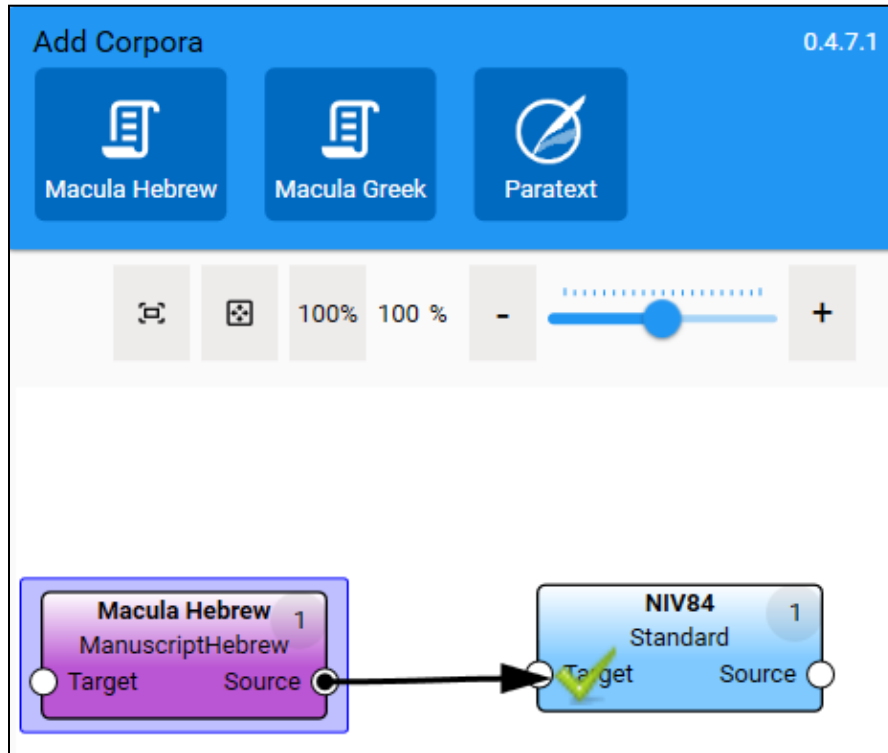 Add Corpora 0.4.7.1
Macula Hebrew Macula Greek Paratext
100% 100 % - +
Macula Hebrew 1
ManuscriptHebrew
Target Source
NIV84 1
Standard
Target Source